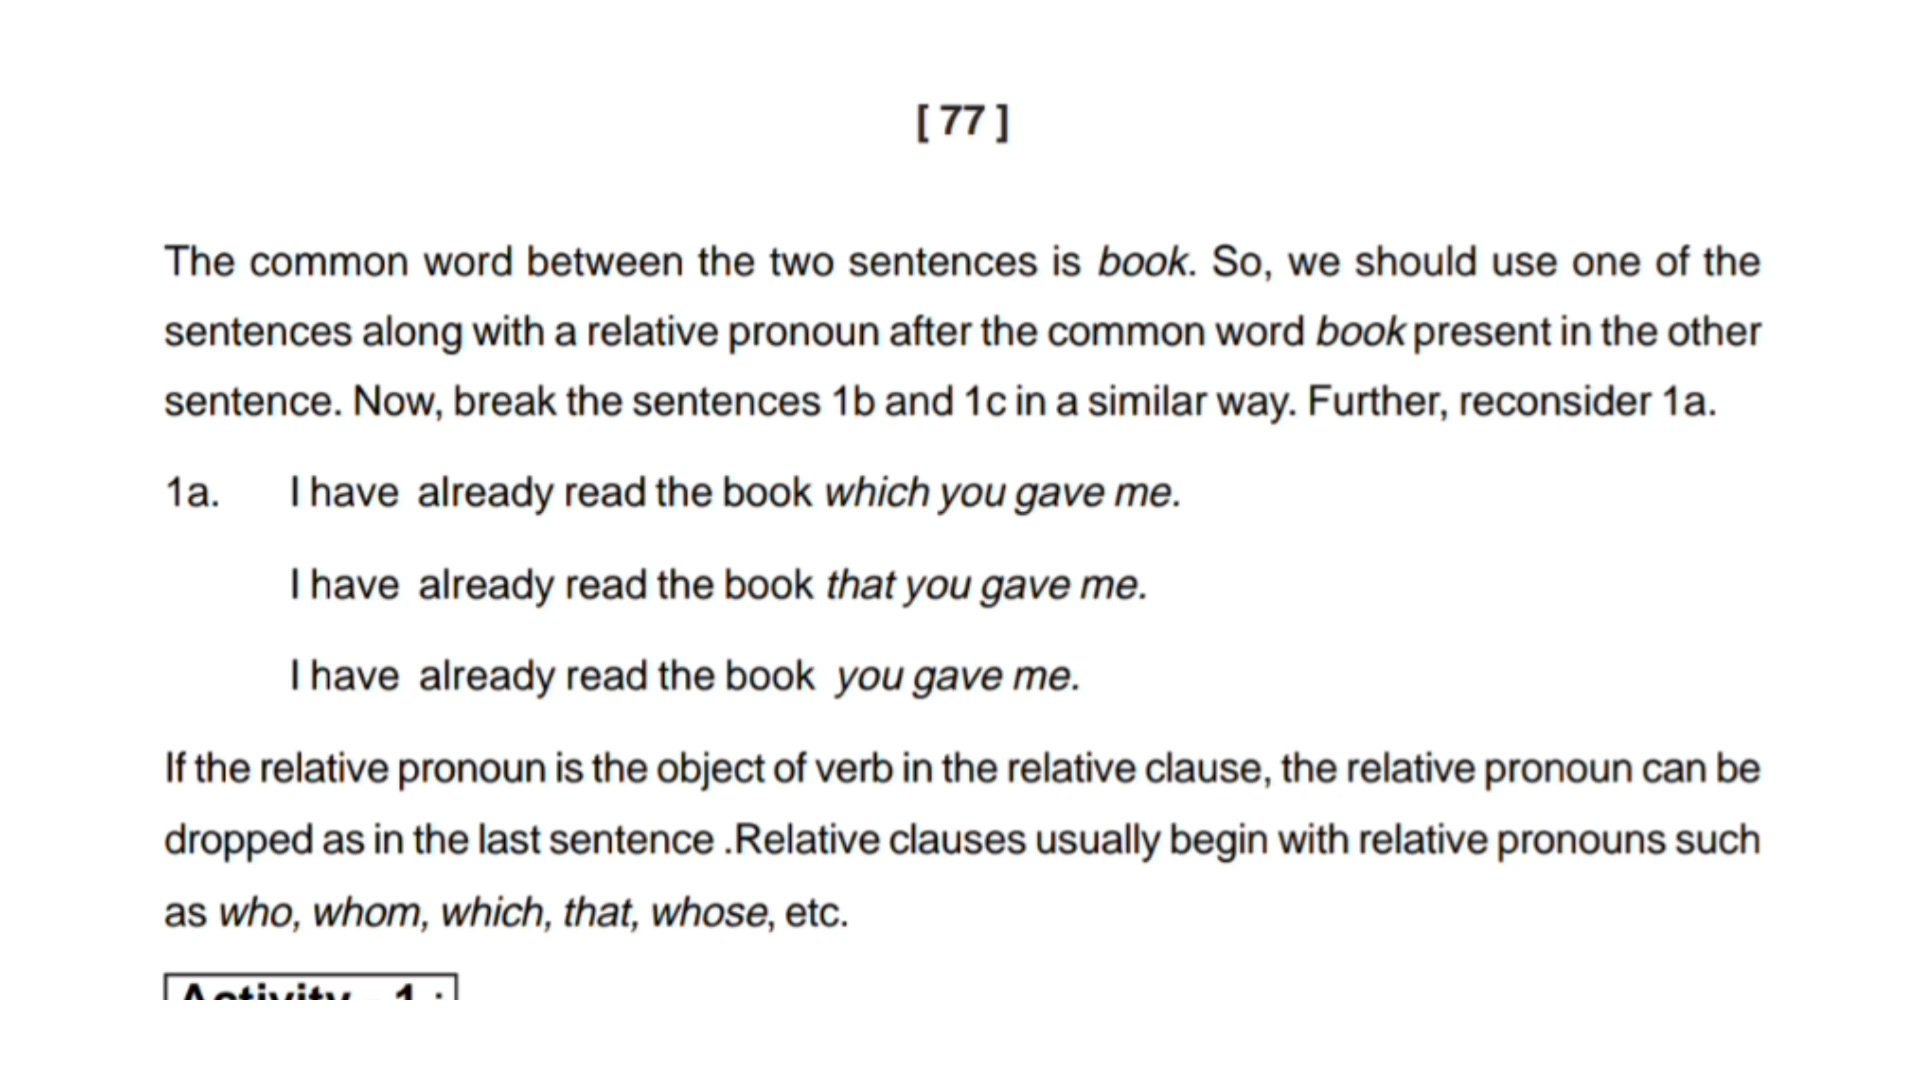 [ 77 ]
The common word between the two sentences is book. So, we should use one of the
sentences along with a relative pronoun after the common word book present in the other
sentence. Now, break the sentences 1b and 1c in a similar way. Further, reconsider 1a.
1a. I have already read the book which you gave me.
I have already read the book that you gave me.
I have already read the book you gave me.
If the relative pronoun is the object of verb in the relative clause, the relative pronoun can be
dropped as in the last sentence .Relative clauses usually begin with relative pronouns such
as who, whom, which, that, whose, etc.
Activity - 1 :